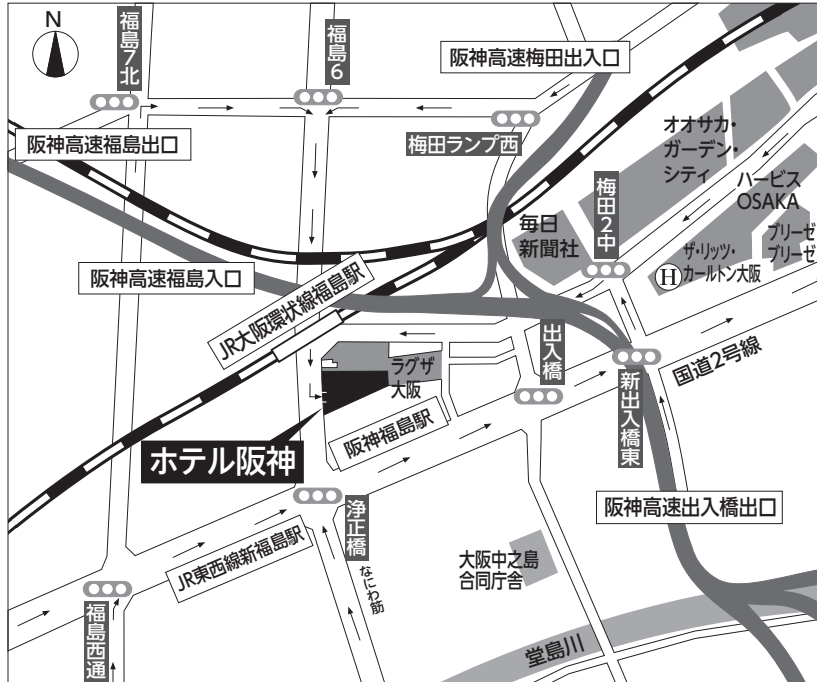 N
福島7北
福島6
阪神高速梅田出入口
阪神高速福島出口
梅田ランプ西
オオサカ・
ガーデン・
シティ
ハービス
OSAKA
梅田2中
毎日
新聞社
ブリーゼ
ブリーゼ
ザ・リッツ・
カールトン大阪
H
阪神高速福島入口
JR大阪環状線福島駅
出入橋
ラグザ
大阪
新出入橋東
国道2号線
阪神福島駅
ホテル阪神
阪神高速出入橋出口
浄正橋
なにわ筋
JR東西線新福島駅
大阪中之島
合同庁舎
福島西通
堂島川